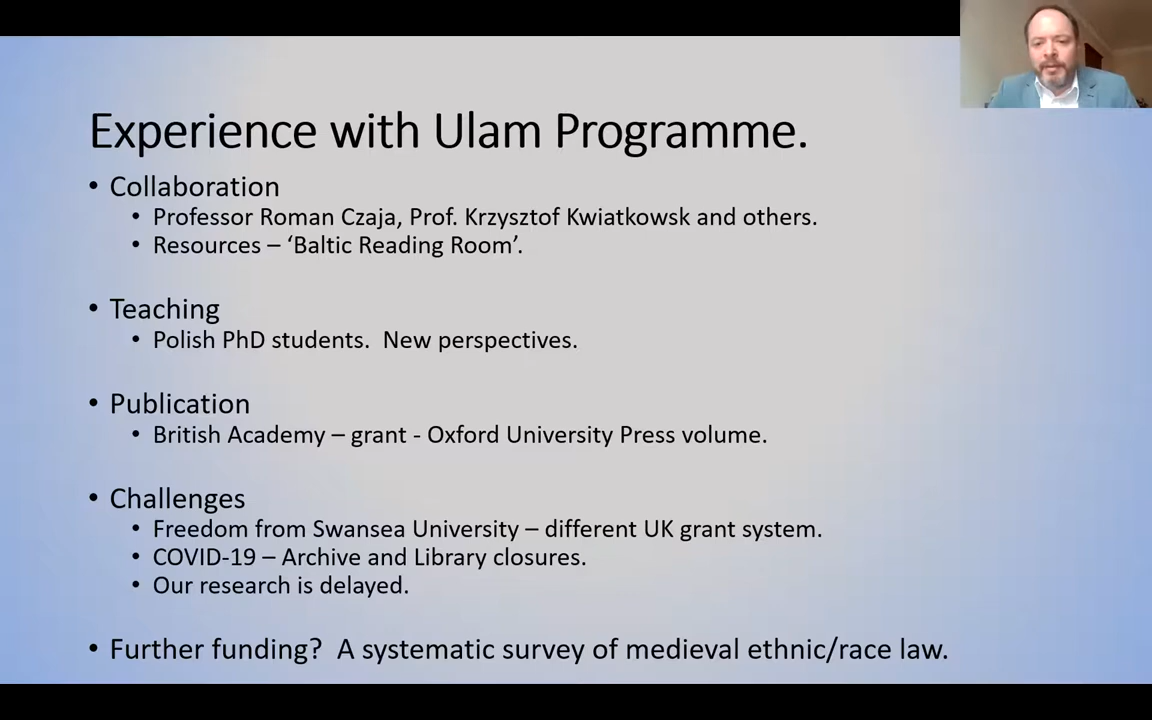 Experience with Ulam Programme.
• Collaboration
• Professor Roman Czaja, Prof. Krzysztof Kwiatkowsk and others.
• Resources – ‘Baltic Reading Room’.
• Teaching
• Polish PhD students.  New perspectives.
• Publication
• British Academy – grant - Oxford University Press volume.
• Challenges
• Freedom from Swansea University – different UK grant system.
• COVID-19 – Archive and Library closures.
• Our research is delayed.
• Further funding?  A systematic survey of medieval ethnic/race law.